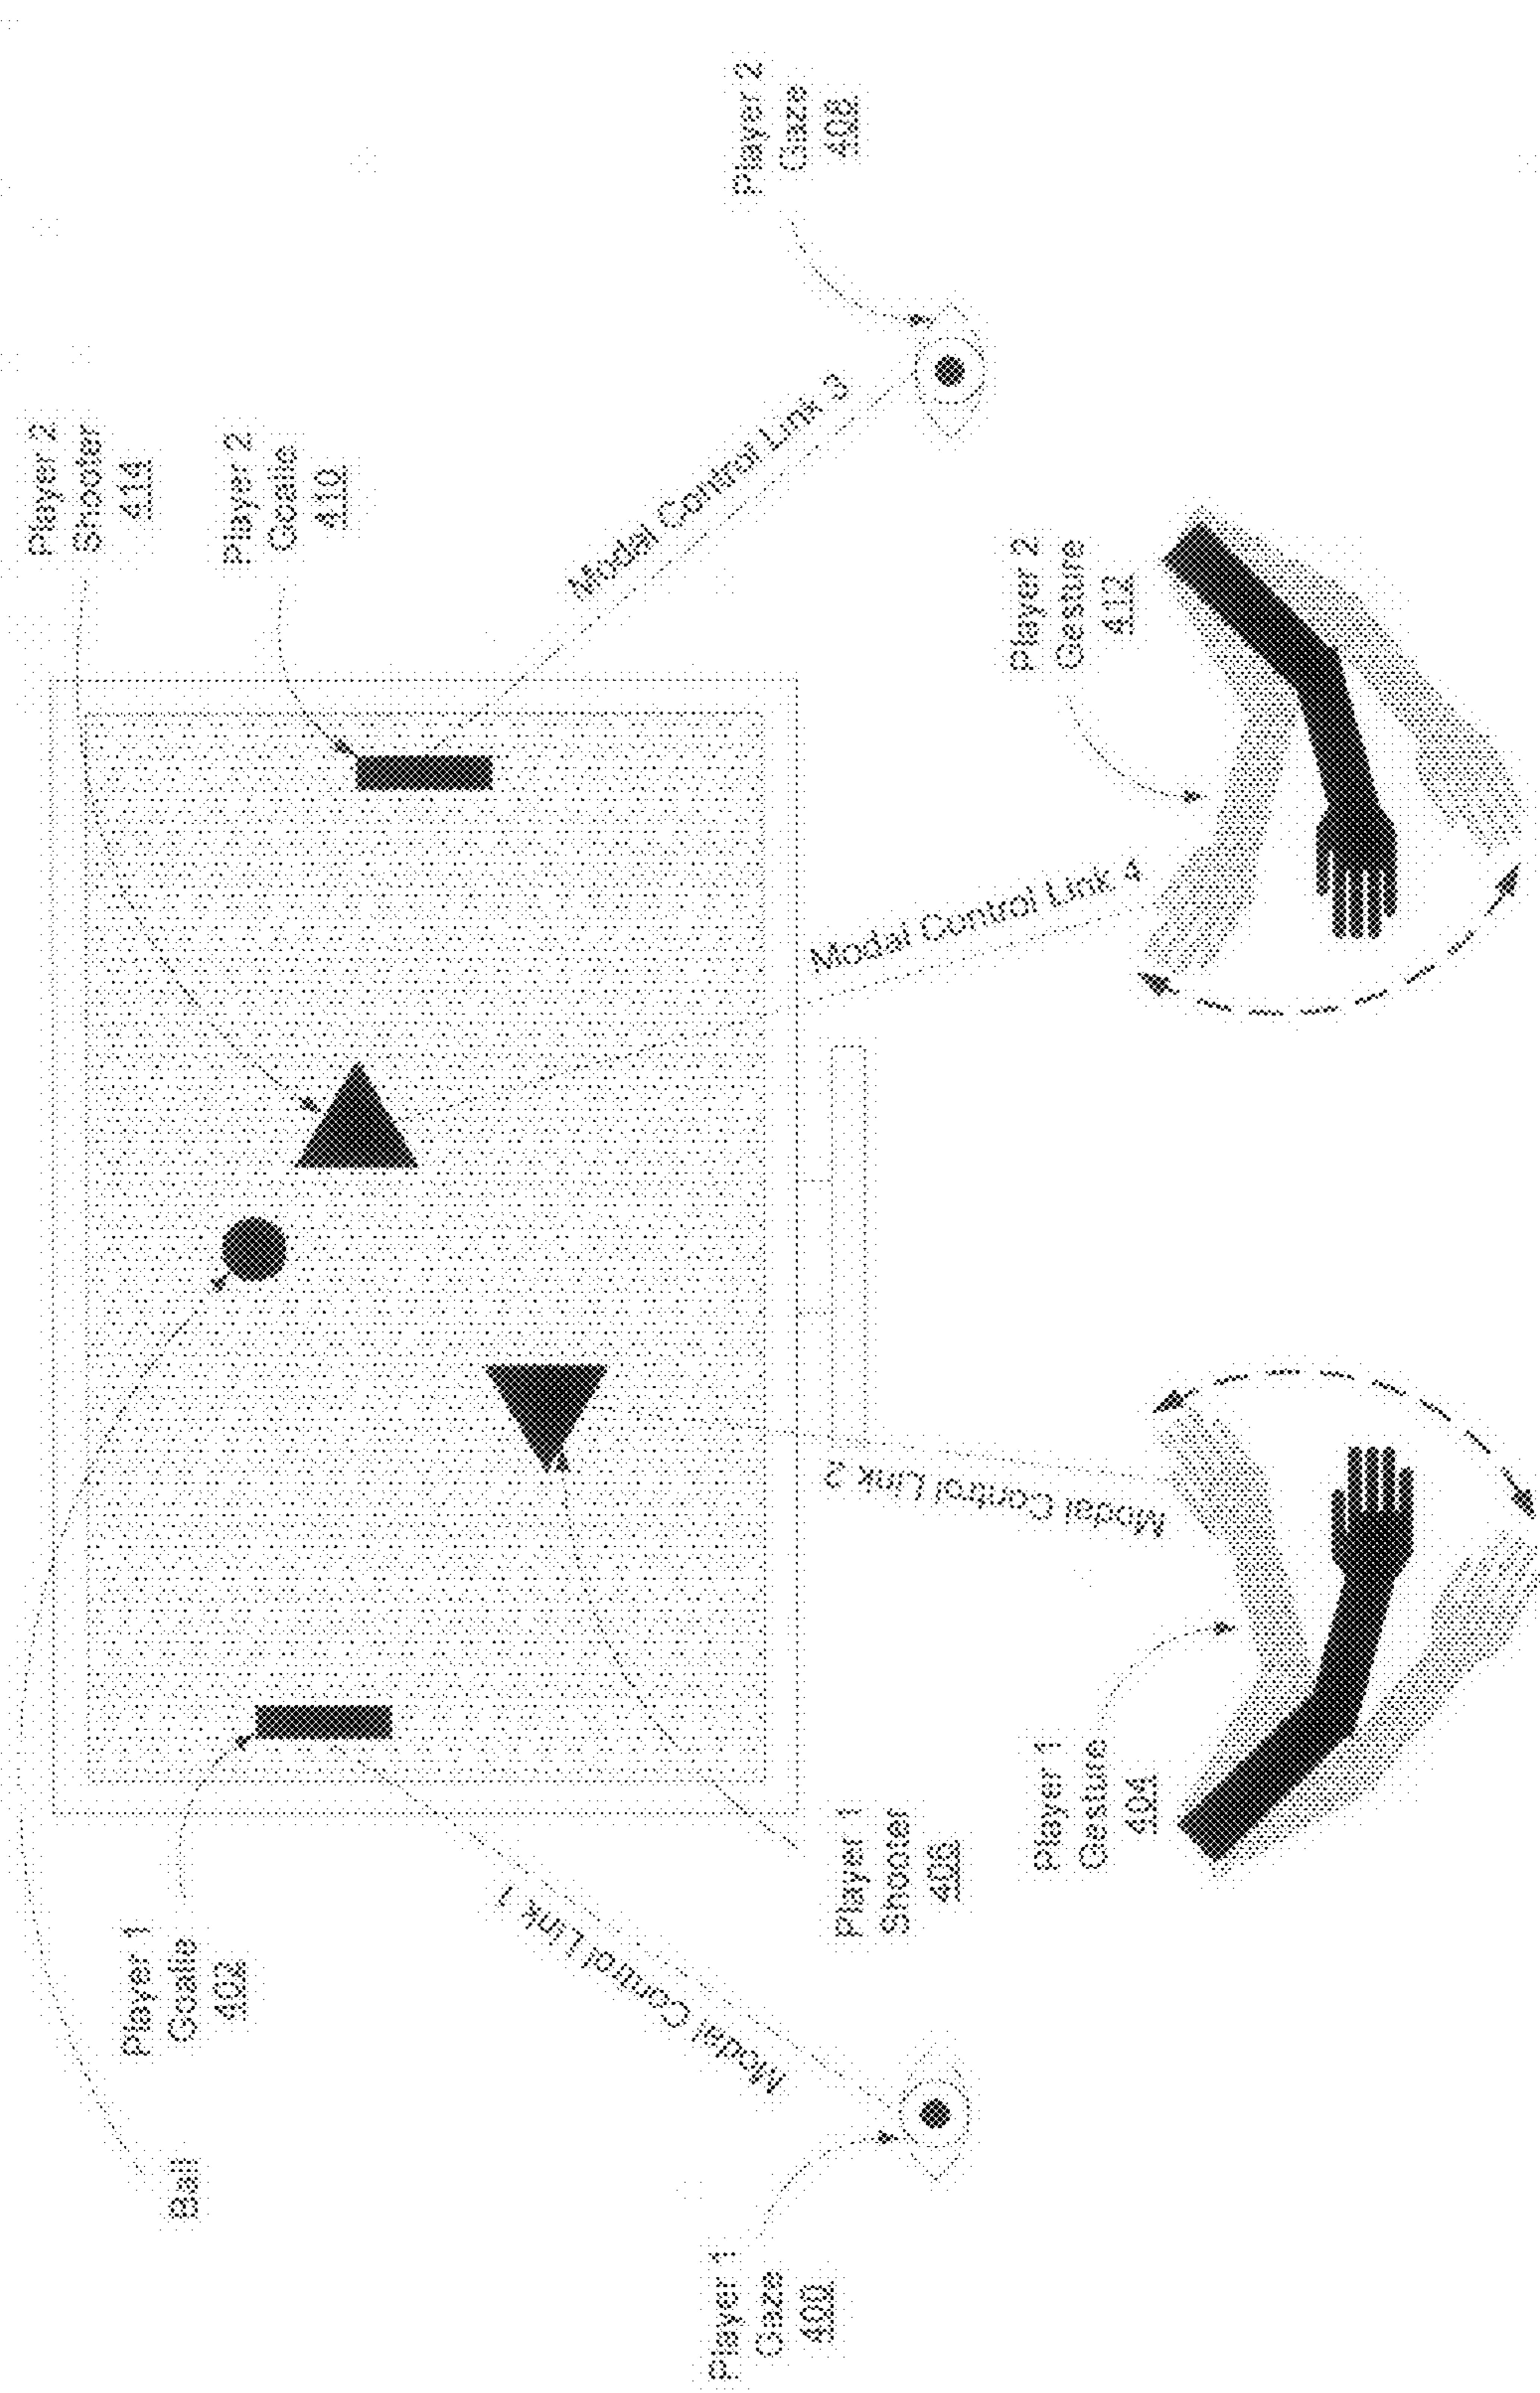 Ball
Player 1
Goalie
402
Player 2
Shooter
414
Player 2
Goalie
410
Player 1
Gaze
400
Modal Control Link 1
Modal Control Link 3
Player 2
Gaze
408
Player 1
Shooter
406
Modal Control Link 2
Modal Control Link 4
Player 1
Gesture
404
Player 2
Gesture
412